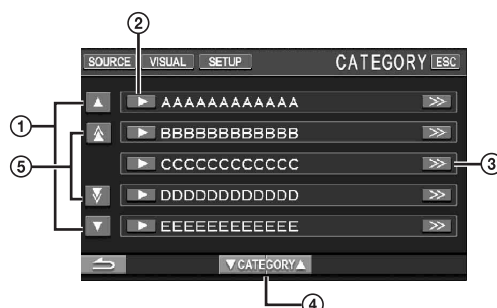 ②
SOURCE VISUAL SETUP CATEGORY ESC
▲ ► AAAAAAAAAAAA >>
① BBBBBBBBBBBB >>
⑤ CCCCCCCCCCCC >> ③
DDDDDDDDDDDD >>
▼ EEEEEEEEEEEE >>
▼CATEGORY▲
④